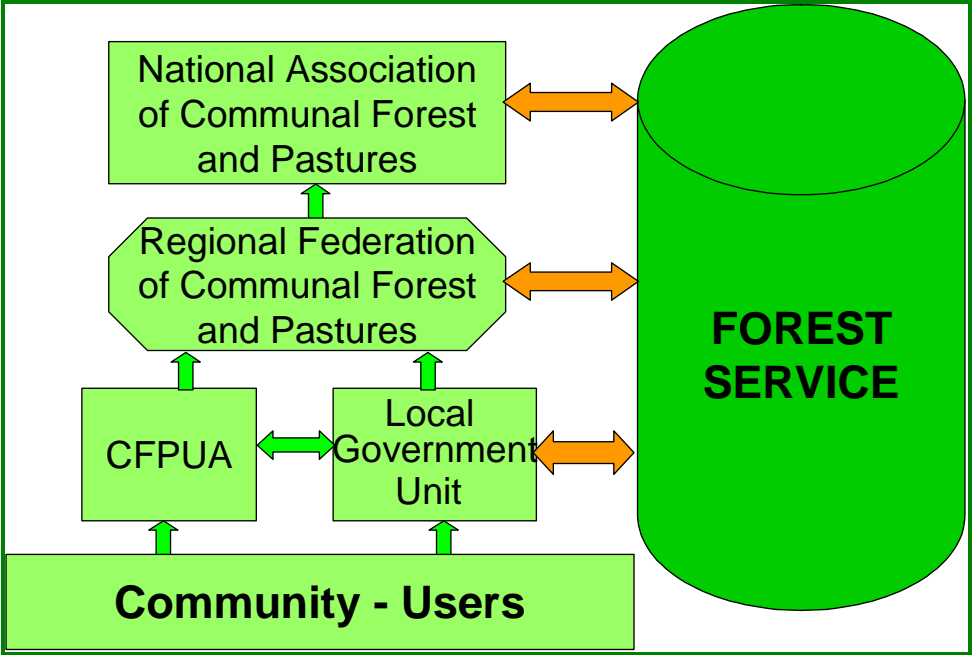 National Association
of Communal Forest
and Pastures
Regional Federation
of Communal Forest
and Pastures
FOREST
SERVICE
CFPUA
Local
Government
Unit
Community - Users